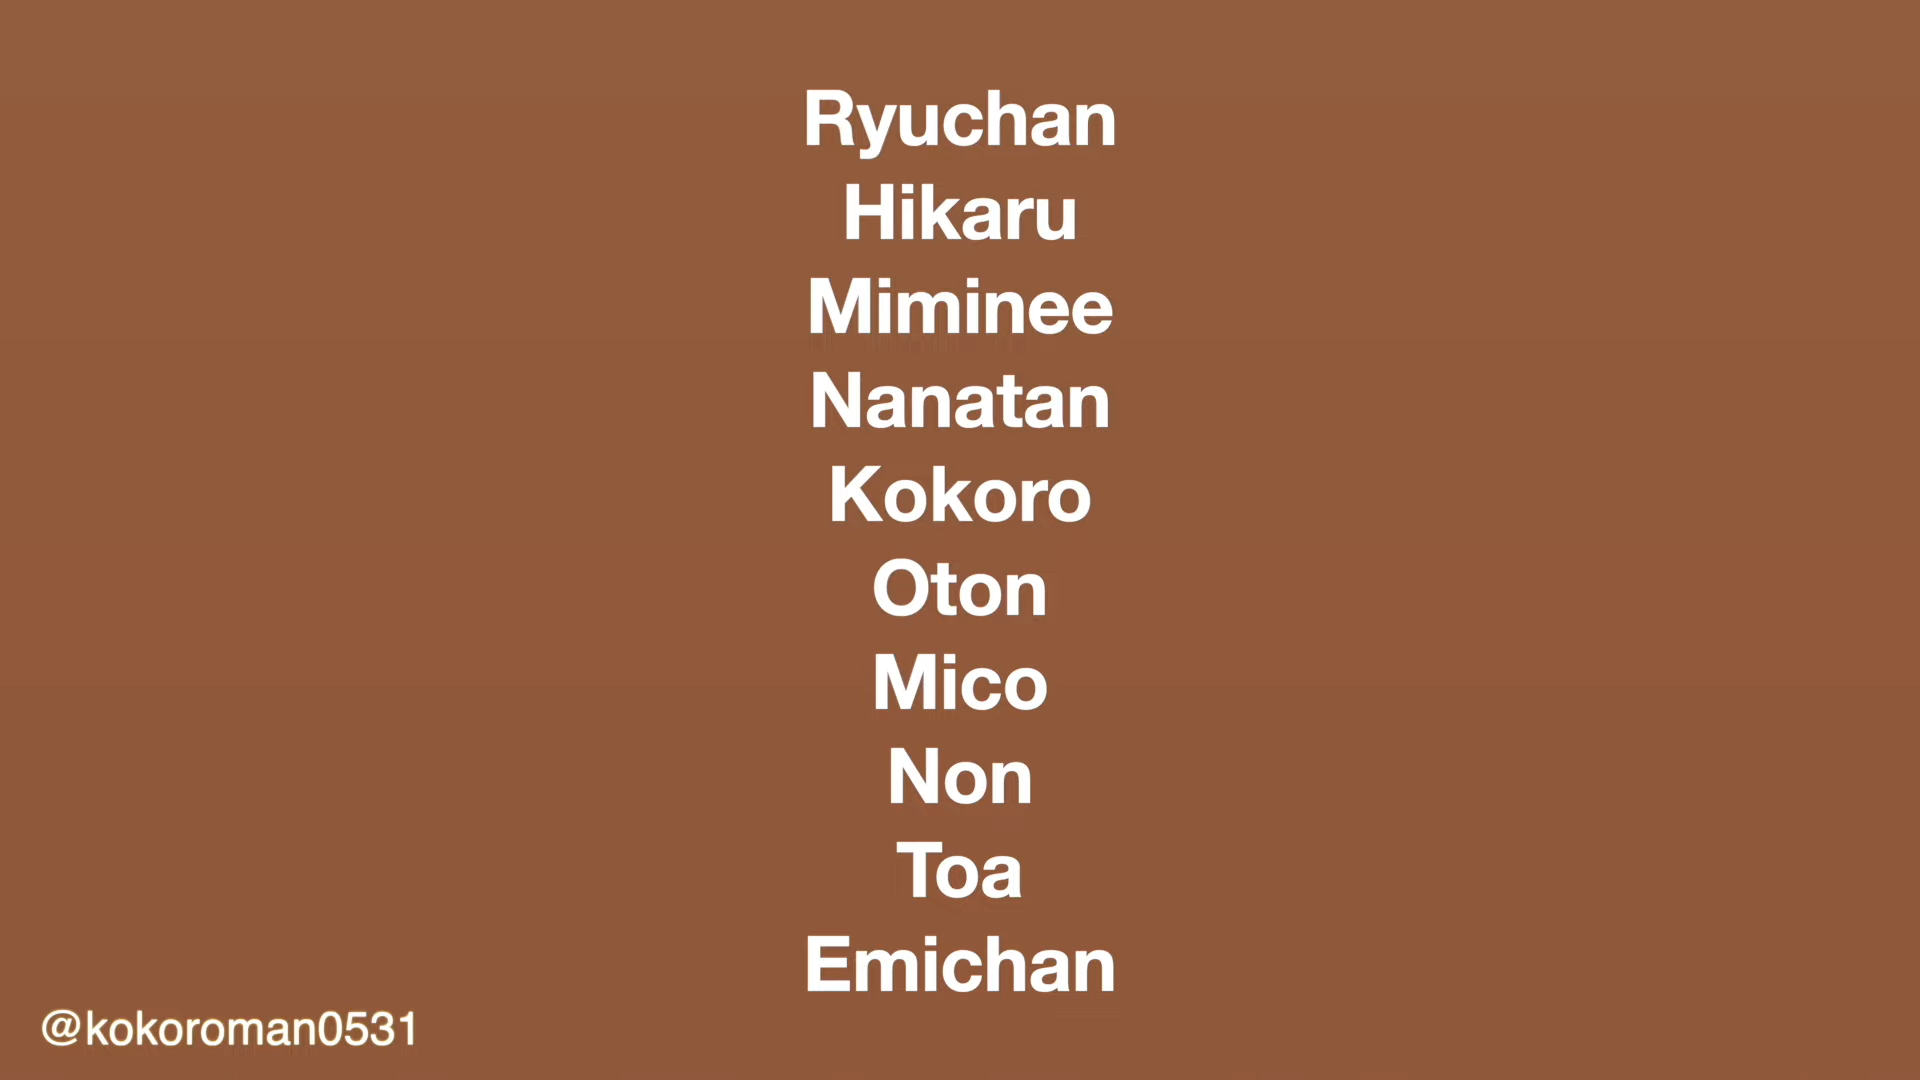 Ryuchan
Hikaru
Miminee
Nanatan
Kokoro
Oton
Mico
Non
Toa
Emichan
@kokoroman0531